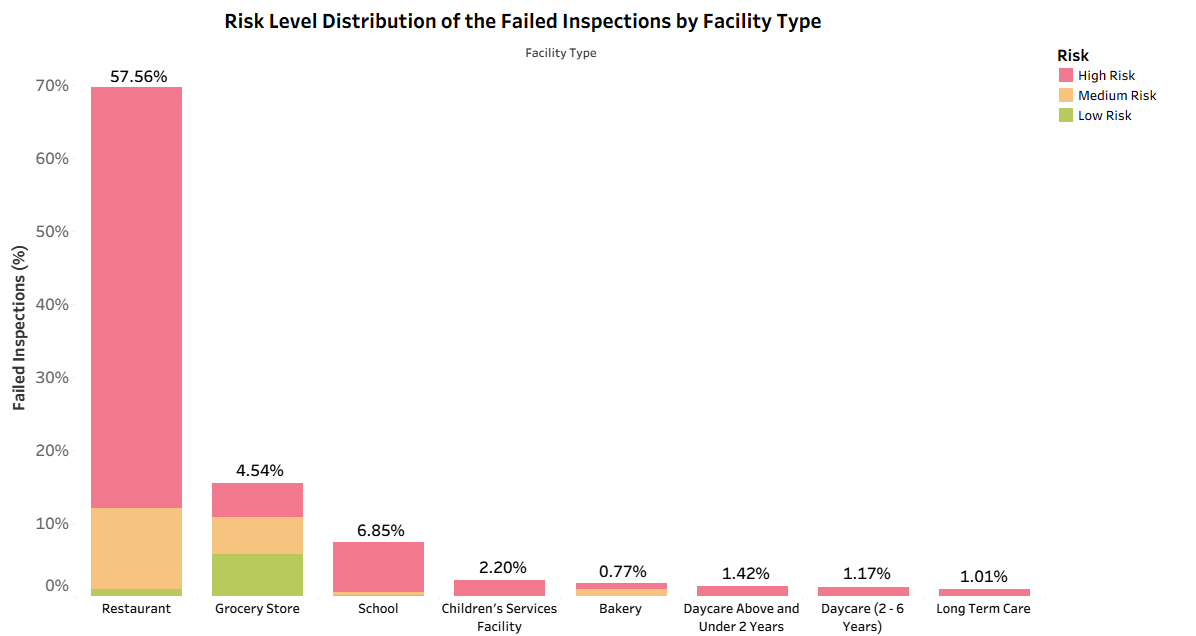 Risk Level Distribution of the Failed Inspections by Facility Type
Facility Type
Risk
High Risk
Medium Risk
Low Risk
Failed Inspections (%)
70%
60%
50%
40%
30%
20%
10%
0%
57.56%
4.54%
6.85%
2.20%
0.77%
1.42%
1.17%
1.01%
Restaurant
Grocery Store
School
Children's Services
Facility
Bakery
Daycare Above and
Under 2 Years
Daycare (2 - 6
Years)
Long Term Care